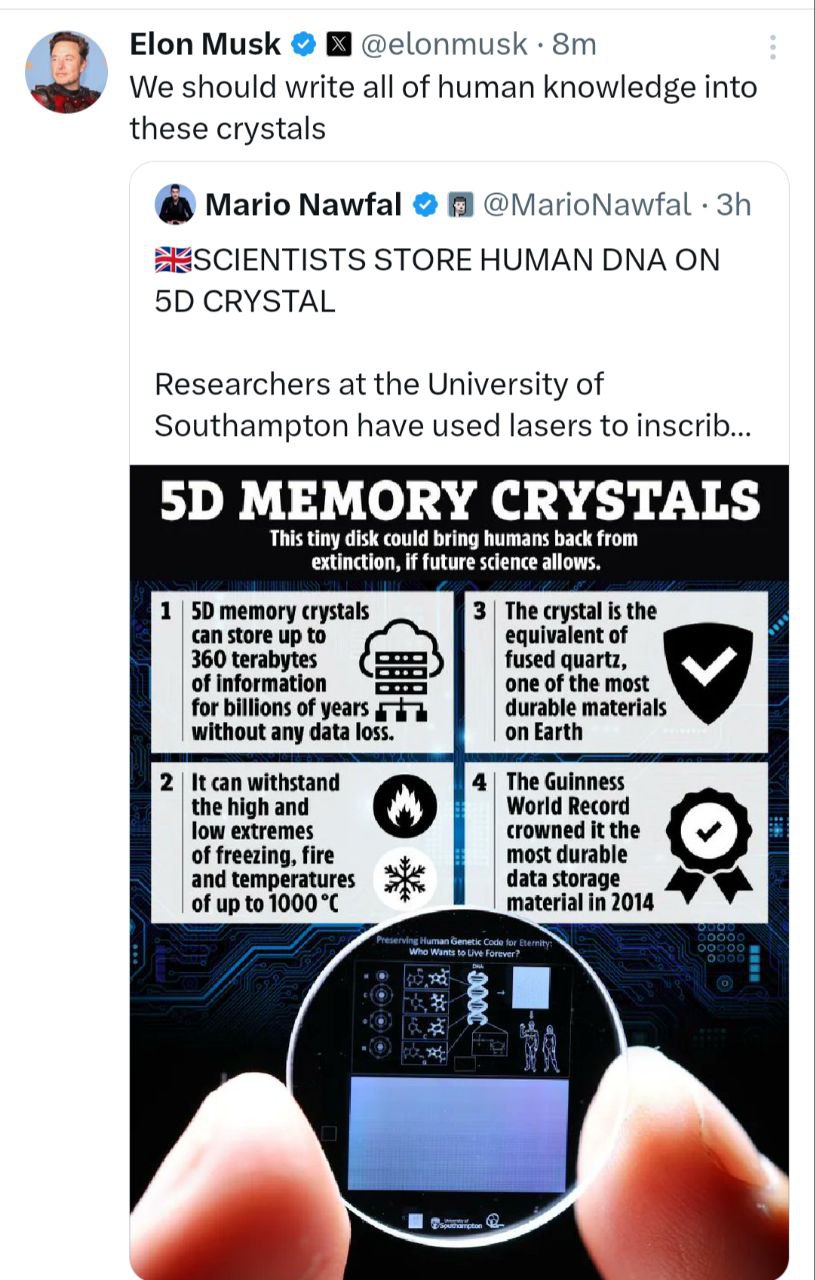 Elon Musk @elonmusk · 8m
We should write all of human knowledge into
these crystals
Mario Nawfal @MarioNawfal · 3h
🇬🇧SCIENTISTS STORE HUMAN DNA ON
5D CRYSTAL
Researchers at the University of
Southampton have used lasers to inscrib...
5D MEMORY CRYSTALS
This tiny disk could bring humans back from
extinction, if future science allows.
1 5D memory crystals
can store up to
360 terabytes
of information
for billions of years
without any data loss.
2 It can withstand
the high and
low extremes
of freezing, fire
and temperatures
of up to 1000°C
3 The crystal is the
equivalent of
fused quartz,
one of the most
durable materials
on Earth
4 The Guinness
World Record
crowned it the
most durable
data storage
material in 2014
Preserving Human Genetic Code for Eternity:
Who Wants to Live Forever?
DNA
University of
Southampton